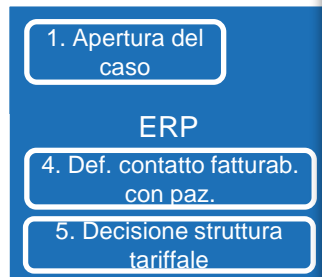 1. Apertura del
caso
ERP
4. Def. contatto fatturab.
con paz.
5. Decisione struttura
tariffale